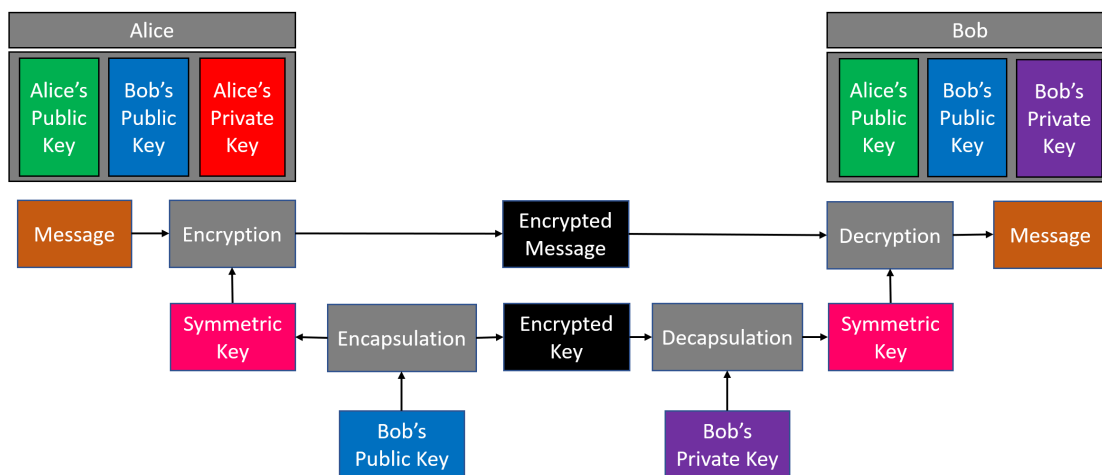 Alice
Bob
Alice's
Public
Key
Bob's
Public
Key
Alice's
Private
Key
Alice's
Public
Key
Bob's
Public
Key
Bob's
Private
Key
Message
Encryption
Encrypted
Message
Decryption
Message
Symmetric
Key
Encapsulation
Encrypted
Key
Decapsulation
Symmetric
Key
Bob's
Public Key
Bob's
Private Key